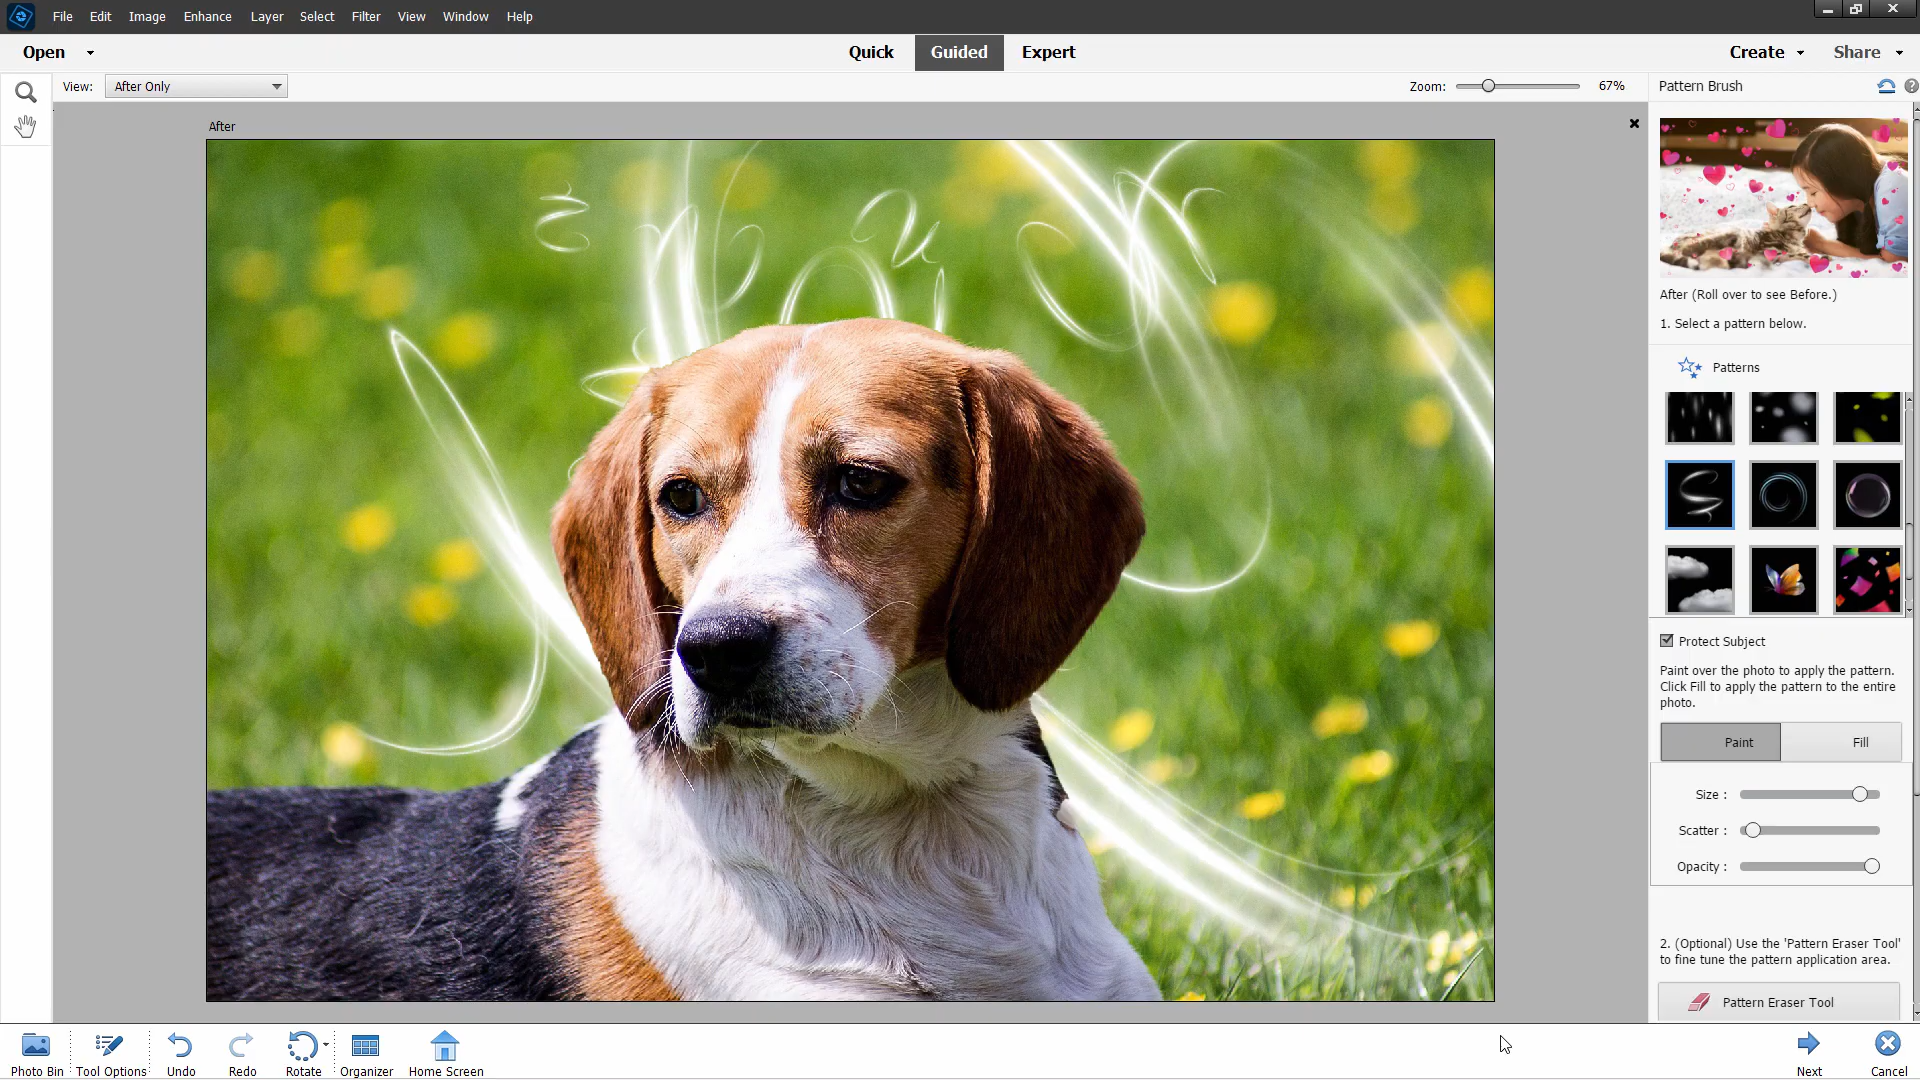 File Edit Image Enhance Layer Select Filter View Window Help
Open Quick Guided Expert Create Share
View: After Only Zoom: 67% Pattern Brush
After
After (Roll over to see Before.)
1. Select a pattern below.
Patterns
Protect Subject
Paint over the photo to apply the pattern.
Click Fill to apply the pattern to the entire
photo.
Paint Fill
Size :
Scatter :
Opacity :
2. (Optional) Use the 'Pattern Eraser Tool'
to fine tune the pattern application area.
Pattern Eraser Tool
Photo Bin Tool Options Undo Redo Rotate Organizer Home Screen Next Cancel